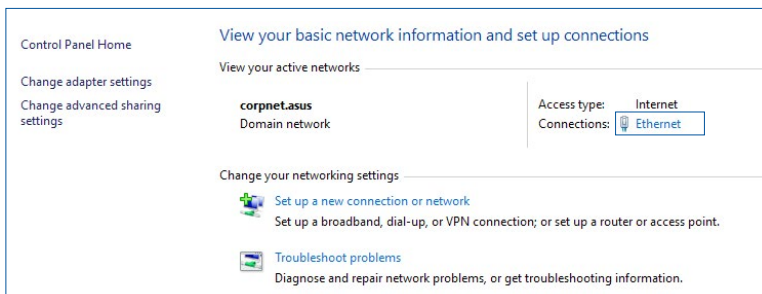 Control Panel Home
Change adapter settings
Change advanced sharing
settings
View your basic network information and set up connections
View your active networks
corpnet.asus
Domain network
Access type: Internet
Connections: Ethernet
Change your networking settings
Set up a new connection or network
Set up a broadband, dial-up, or VPN connection; or set up a router or access point.
Troubleshoot problems
Diagnose and repair network problems, or get troubleshooting information.